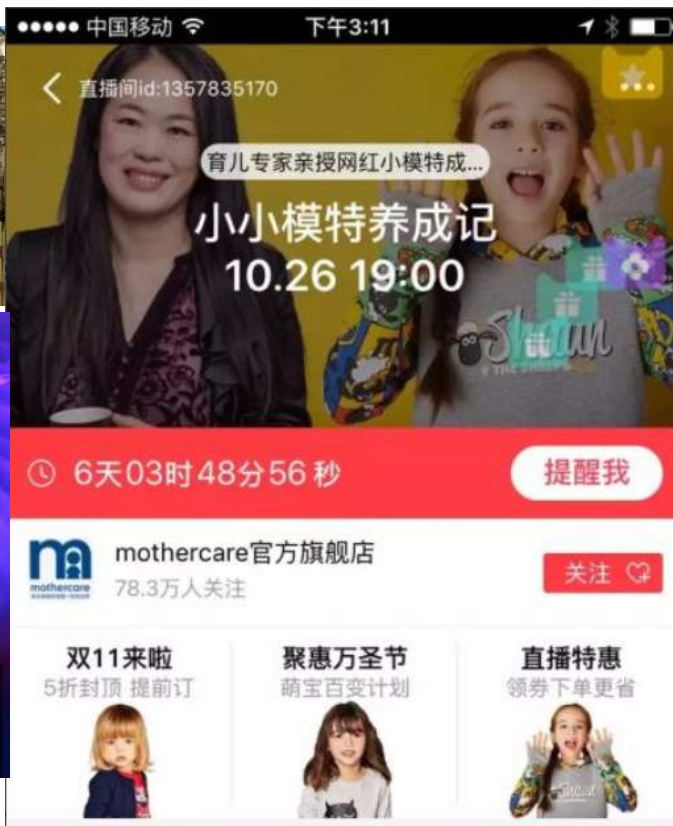 中国移动 下午3:11
直播间id:1357835170
育儿专家亲授网红小模特成...
小小模特养成记
10.26 19:00
Shaun
THE SHEEP
6天03时48分56秒 提醒我
mothercare官方旗舰店
mothercare
78.3万人关注
关注
双11来啦 聚惠万圣节 直播特惠
5折封顶 提前订 萌宝百变计划 领券下单更省